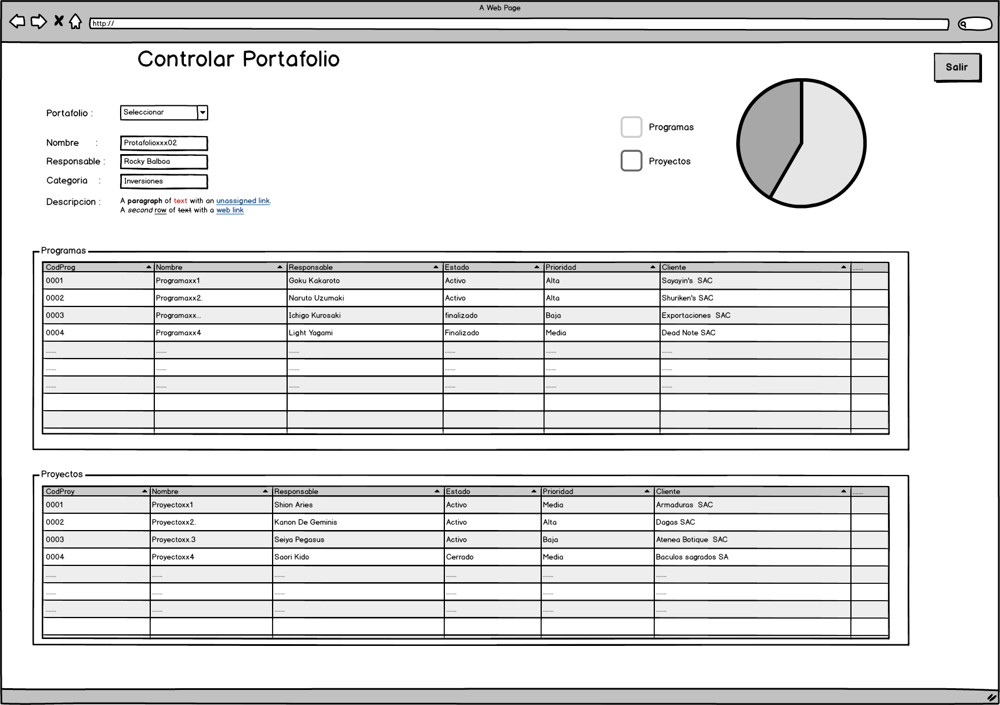 A Web Page
http://
Controlar Portafolio
Salir
Portafolio :
Seleccionar
Nombre :
Protafolioxxx02
Responsable :
Rocky Balboa
Categoria :
Inversiones
Descripcion :
A paragraph of text with an unassigned link.
A second row of text with a web link
Programas
Proyectos
Programas
CodProg Nombre Responsable Estado Prioridad Cliente .......
0001 Programaxx1 Goku Kakaroto Activo Alta Sayayin's SAC
0002 Programaxx2. Naruto Uzumaki Activo Alta Shuriken's SAC
0003 Programaxx... Ichigo Kurosaki finalizado Baja Exportaciones SAC
0004 Programaxx4 Light Yagami Finalizado Media Dead Note SAC
....... ....... ....... ....... ....... .......
....... ....... ....... ....... ....... .......
....... ....... ....... ....... ....... .......
Proyectos
CodProy Nombre Responsable Estado Prioridad Cliente .......
0001 Proyectoxx1 Shion Aries Activo Media Armaduras SAC
0002 Proyectoxx2. Kanon De Geminis Activo Alta Dagas SAC
0003 Proyectoxx.3 Seiya Pegasus Activo Baja Atenea Botique SAC
0004 Proyectoxx4 Saori Kido Cerrado Media Baculos sagrados SA
....... ....... ....... ....... ....... .......
....... ....... ....... ....... ....... .......
....... ....... ....... ....... ....... .......